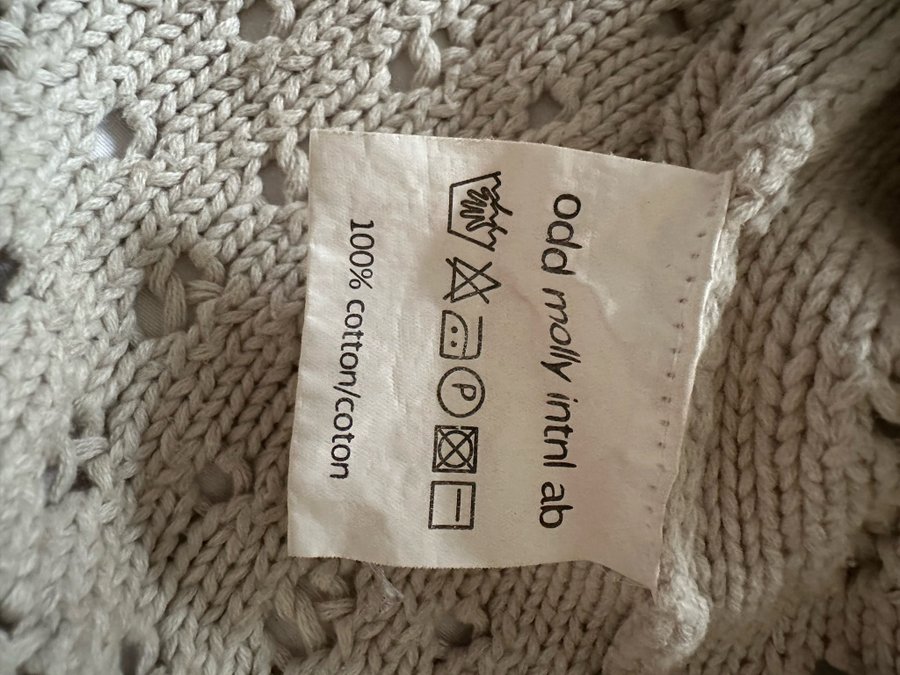 odd molly intnl ab
P
100% cotton/coton